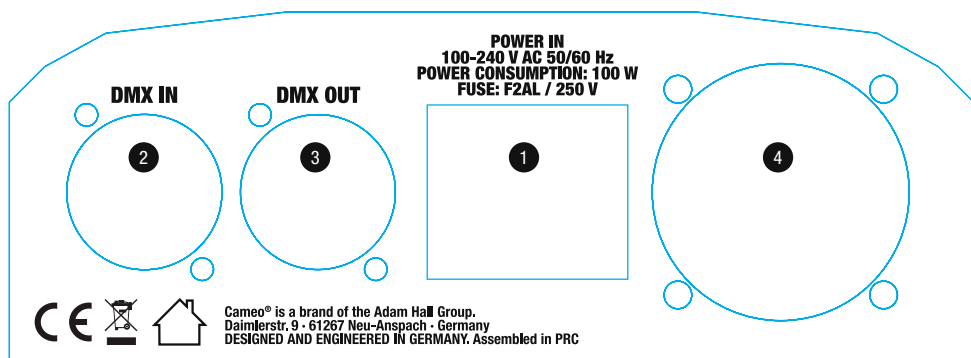 POWER IN
100-240 V AC 50/60 Hz
POWER CONSUMPTION: 100 W
FUSE: F2AL / 250 V
DMX IN
DMX OUT
2
3
1
4
CE
Cameo® is a brand of the Adam Hall Group.
Daimlerstr. 9 · 61267 Neu-Anspach · Germany
DESIGNED AND ENGINEERED IN GERMANY. Assembled in PRC